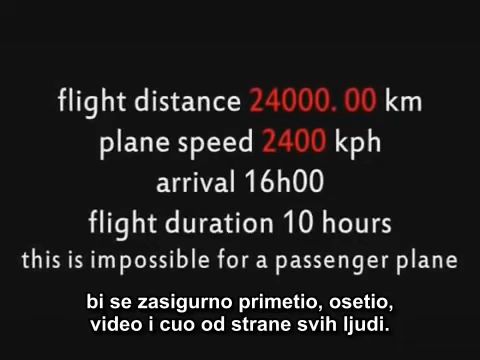 flight distance 24000. 00 km
plane speed 2400 kph
arrival 16h00
flight duration 10 hours
this is impossible for a passenger plane
bi se zasigurno primetio, osetio,
video i cuo od strane svih ljudi.